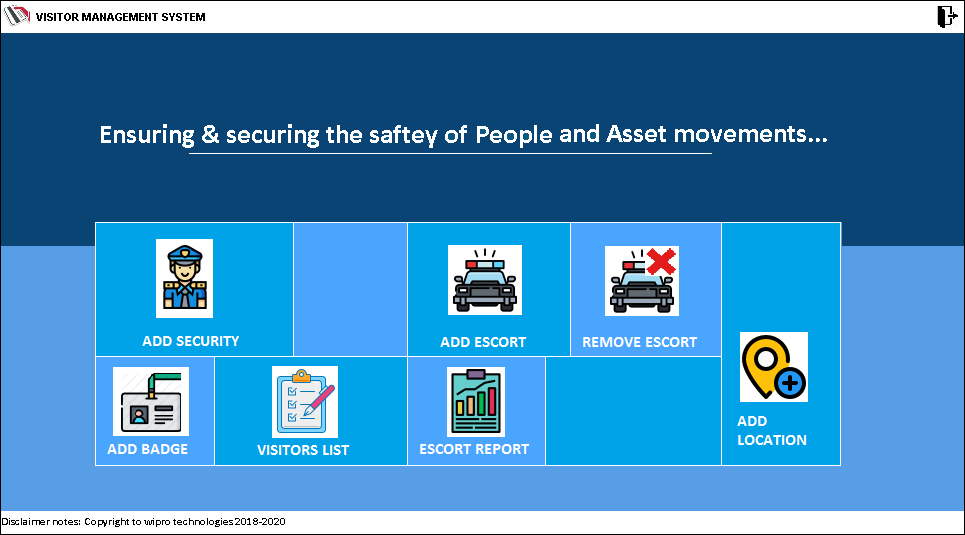 VISITOR MANAGEMENT SYSTEM
Ensuring & securing the saftey of People and Asset movements...
ADD SECURITY
ADD ESCORT
REMOVE ESCORT
ADD BADGE
VISITORS LIST
ESCORT REPORT
ADD
LOCATION
Disclaimer notes: Copyright to wipro technologies 2018-2020